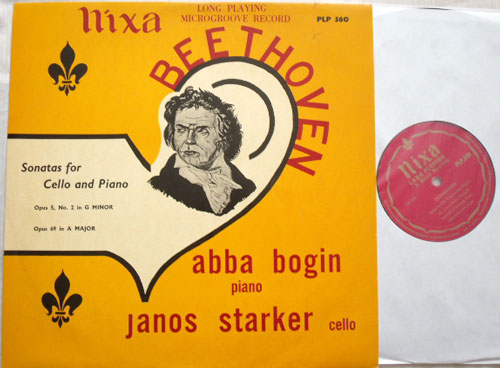 nixa
LONG PLAYING
MICROGROOVE RECORD
PLP 560
BEETHOVEN
Sonatas for
Cello and Piano
Opus 5, No. 2 in G MINOR
Opus 69 in A MAJOR
abba bogin
piano
Janos starker cello
nixa